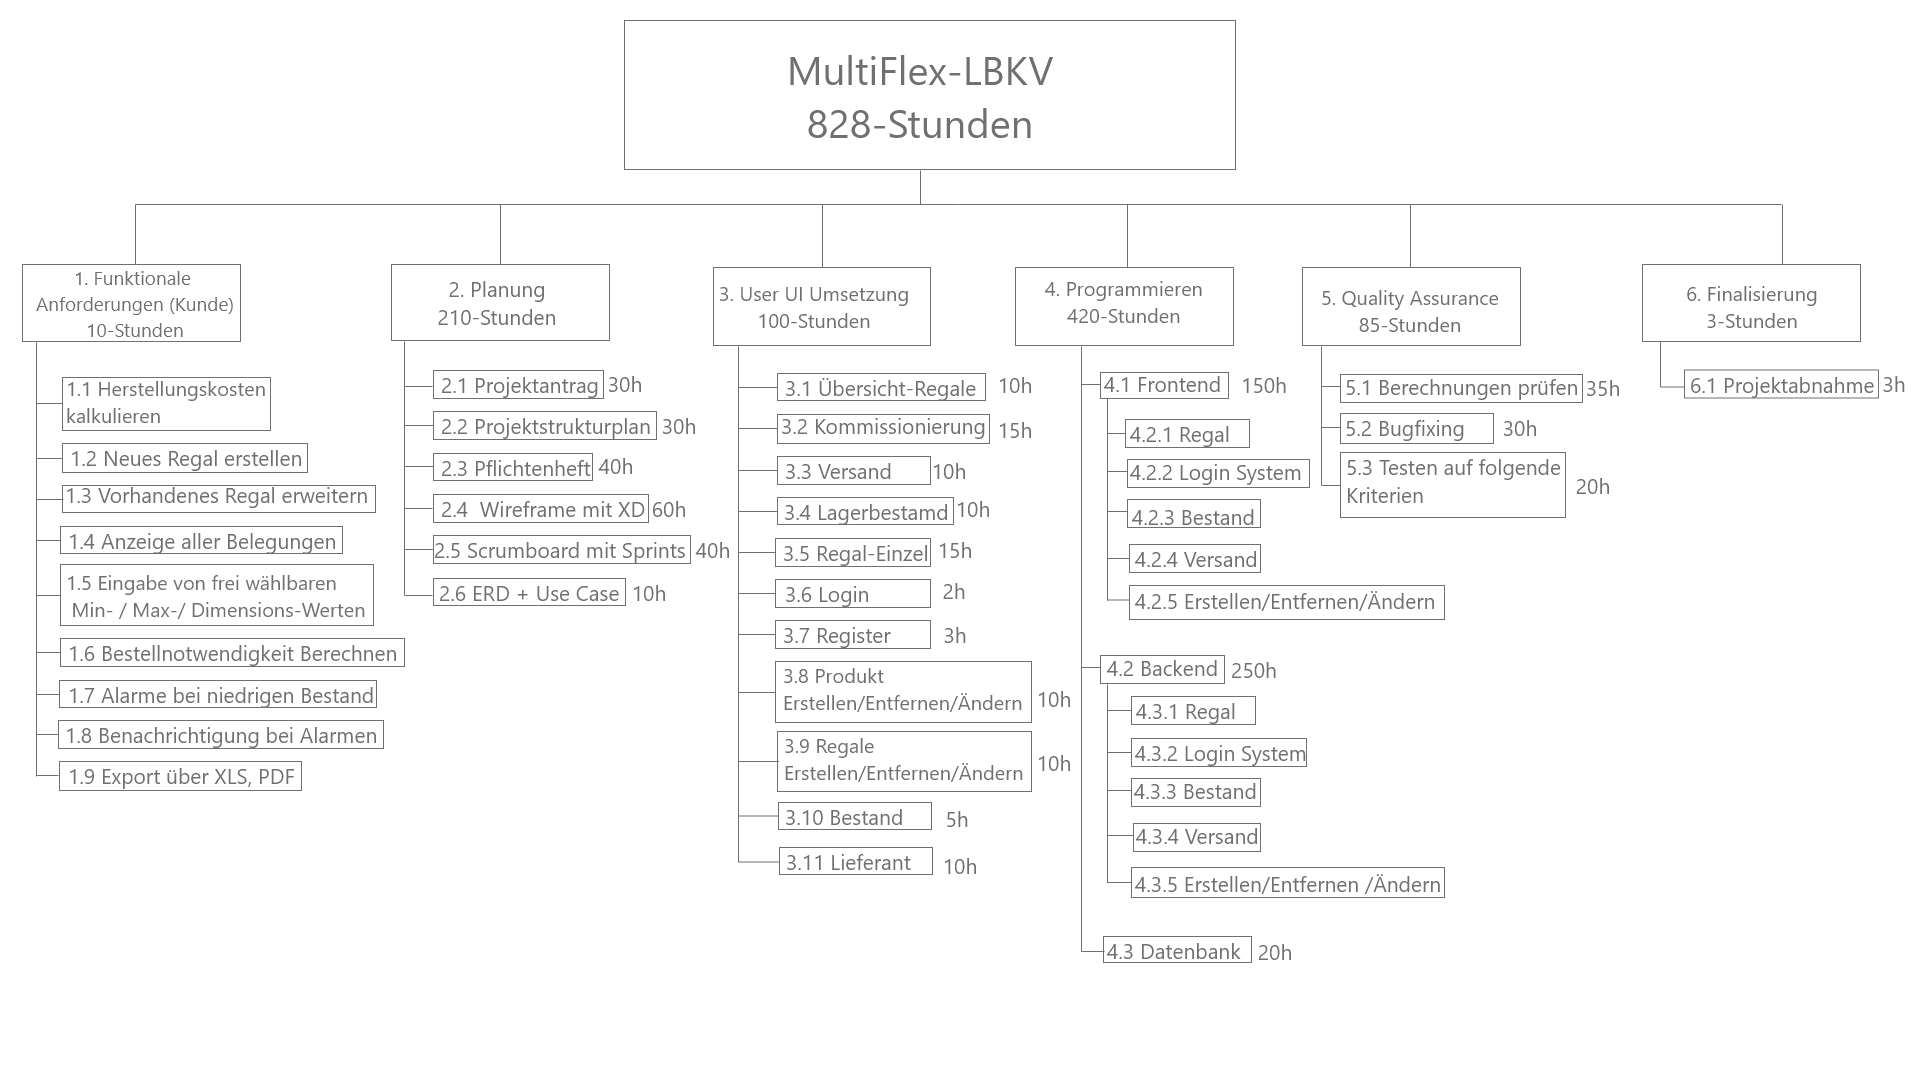 MultiFlex-LBKV
828-Stunden
1. Funktionale
Anforderungen (Kunde)
10-Stunden
1.1 Herstellungskosten
kalkulieren
1.2 Neues Regal erstellen
1.3 Vorhandenes Regal erweitern
1.4 Anzeige aller Belegungen
1.5 Eingabe von frei wählbaren
Min- / Max-/ Dimensions-Werten
1.6 Bestellnotwendigkeit Berechnen
1.7 Alarme bei niedrigen Bestand
1.8 Benachrichtigung bei Alarmen
1.9 Export über XLS, PDF
2. Planung
210-Stunden
2.1 Projektantrag 30h
2.2 Projektstrukturplan 30h
2.3 Pflichtenheft 40h
2.4 Wireframe mit XD 60h
2.5 Scrumboard mit Sprints 40h
2.6 ERD + Use Case 10h
3. User UI Umsetzung
100-Stunden
3.1 Übersicht-Regale 10h
3.2 Kommissionierung 15h
3.3 Versand 10h
3.4 Lagerbestamd 10h
3.5 Regal-Einzel 15h
3.6 Login 2h
3.7 Register 3h
3.8 Produkt
Erstellen/Entfernen/Ändern 10h
3.9 Regale
Erstellen/Entfernen/Ändern 10h
3.10 Bestand 5h
3.11 Lieferant 10h
4. Programmieren
420-Stunden
4.1 Frontend 150h
4.2.1 Regal
4.2.2 Login System
4.2.3 Bestand
4.2.4 Versand
4.2.5 Erstellen/Entfernen/Ändern
4.2 Backend 250h
4.3.1 Regal
4.3.2 Login System
4.3.3 Bestand
4.3.4 Versand
4.3.5 Erstellen/Entfernen /Ändern
4.3 Datenbank 20h
5. Quality Assurance
85-Stunden
5.1 Berechnungen prüfen 35h
5.2 Bugfixing 30h
5.3 Testen auf folgende
Kriterien 20h
6. Finalisierung
3-Stunden
6.1 Projektabnahme 3h